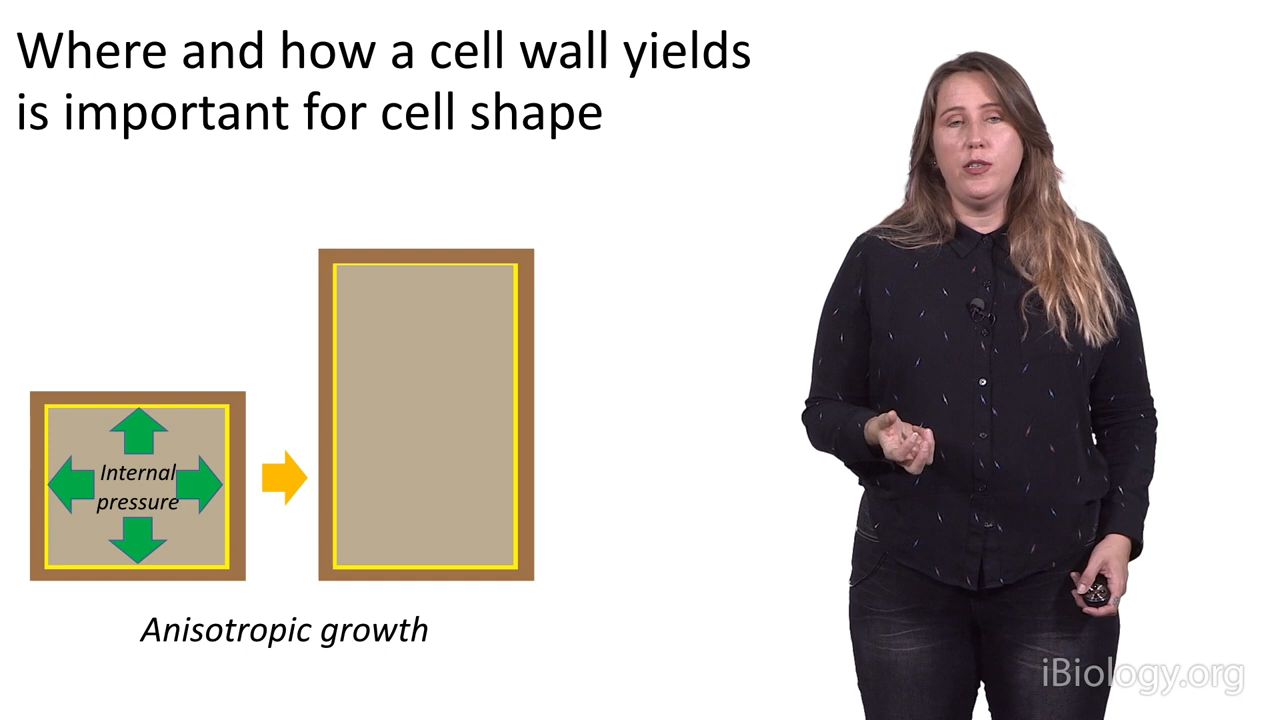 Where and how a cell wall yields
is important for cell shape
Internal
pressure
Anisotropic growth
iBiology.org